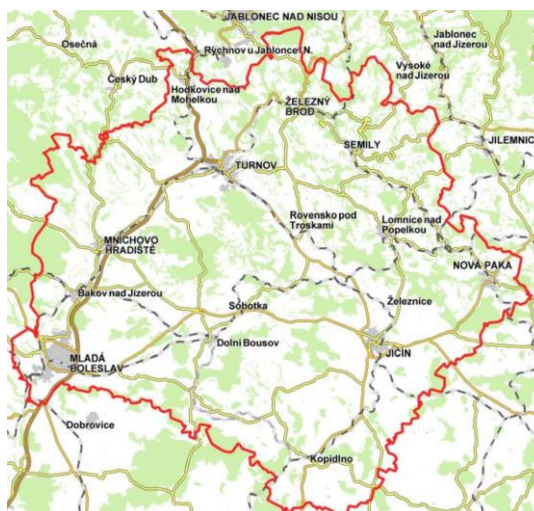 JABLONEC NAD NISOU
Osečná
Rýchnov u Jablonce N.
Jablonec
nad Jizerou
Český Dub
Vysoké
nad Jizerou
Hodkovice nad
Mohelkou
ŽELEZNÝ
BROD
SEMILY
JILEMNIC
TURNOV
Rovensko pod
Troskami
Lomnice nad
Popelkou
MNICHOVO
HRADIŠTĚ
NOVÁ PAKA
Bakov nad Jizerou
Sobotka
Železnice
Dolní Bousov
JIČÍN
MLADÁ
BOLESLAV
Dobrovice
Kopidlno